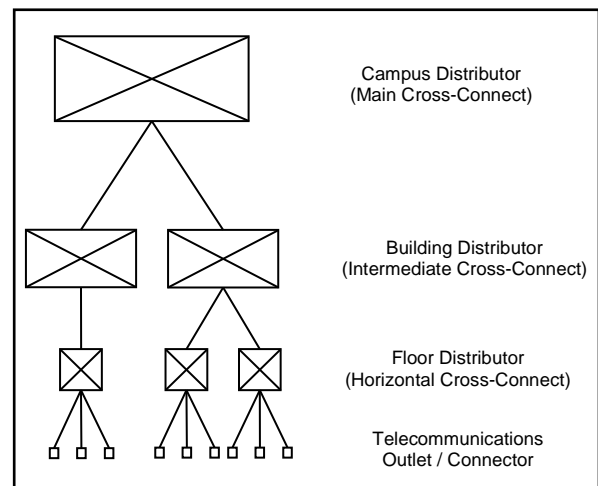 Campus Distributor
(Main Cross-Connect)
Building Distributor
(Intermediate Cross-Connect)
Floor Distributor
(Horizontal Cross-Connect)
Telecommunications
Outlet / Connector